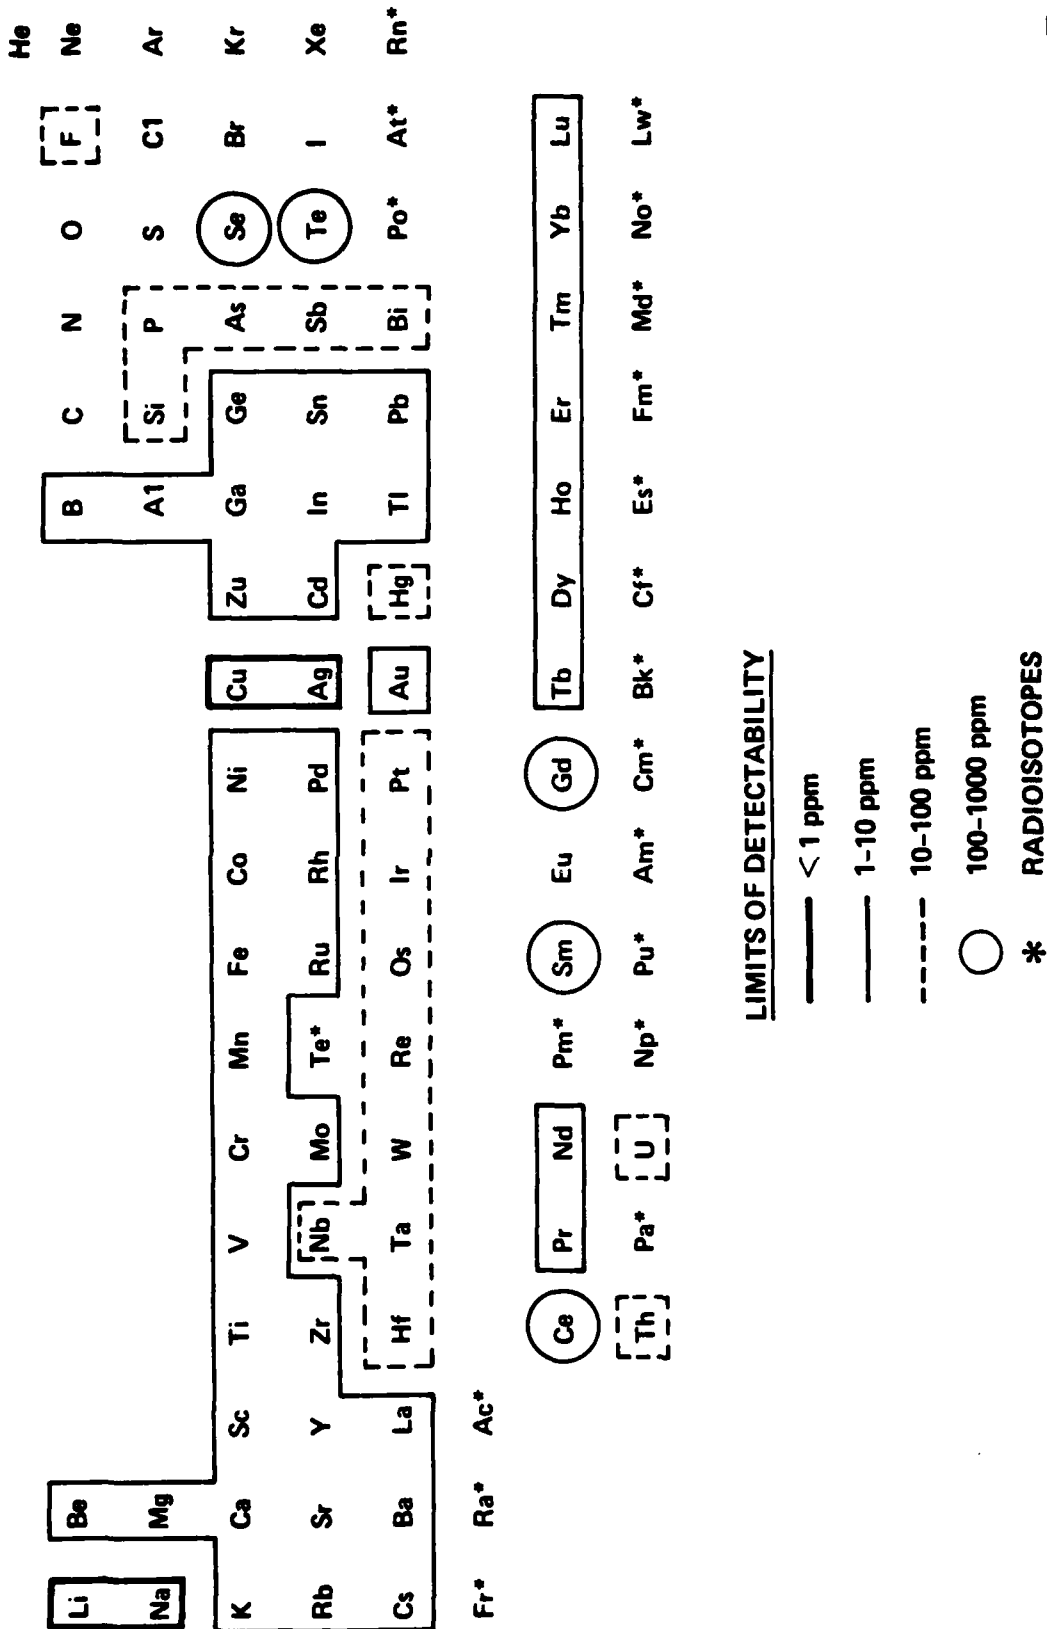 He
Li Be B C N O F Ne
Na Mg A1 Si P S C1 Ar
K Ca Sc Ti V Cr Mn Fe Co Ni Cu Zu Ga Ge As Se Br Kr
Rb Sr Y Zr Nb Mo Te* Ru Rh Pd Ag Cd In Sn Sb Te I Xe
Cs Ba La Hf Ta W Re Os Ir Pt Au Hg Tl Pb Bi Po* At* Rn*
Fr* Ra* Ac*
Ce Pr Nd Pm* Sm Eu Gd Tb Dy Ho Er Tm Yb Lu
Th Pa* U Np* Pu* Am* Cm* Bk* Cf* Es* Fm* Md* No* Lw*
LIMITS OF DETECTABILITY
< 1 ppm
1–10 ppm
10–100 ppm
100–1000 ppm
* RADIOISOTOPES